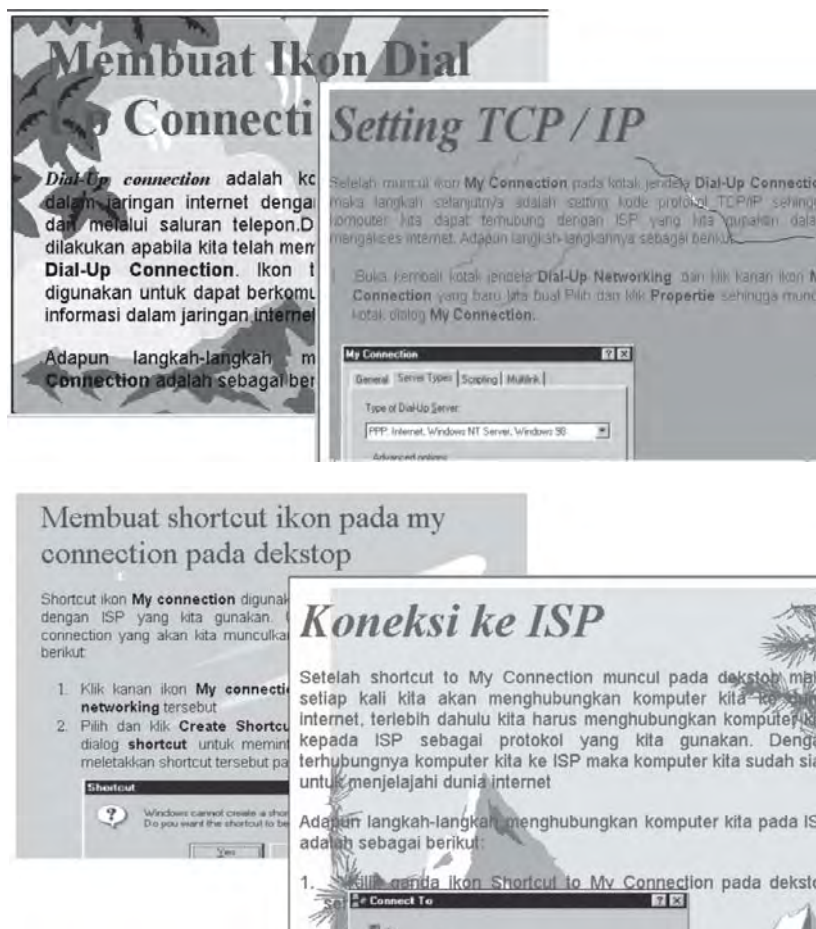 Membuat Ikon Dial
Up Connecti
Dial-Up connection adalah
dalam jaringan internet
dan melalui saluran telepon.D
dilakukan apabila kita telah mem
Dial-Up Connection. Ikon t
digunakan untuk dapat berkomu
informasi dalam jaringan internet
Adapun langkah-langkah m
Connection adalah sebagai ber
Setting TCP / IP
Setelah muncul ikon My Connection pada kotak jendela Dial-Up Connectio
maka langkah selanjutnya adalah setting kode protokol TCP/IP sehingg
komputer kita dapat terhubung dengan ISP yang kita gunakan dala
mengakses internet. Adapun langkah-langkahnya sebagai berikut
1. Buka kembali kotak jendela Dial-Up Networking dan klik kanan ikon M
Connection yang baru kita buat Pilih dan klik Propertie sehingga munc
kotak dialog My Connection.
My Connection
General Server Types Scripting Multilink
Type of Dial-Up Server:
PPP: Internet, Windows NT Server, Windows 98
Advanced options
Membuat shortcut ikon pada my
connection pada dekstop
Shortcut ikon My connection digunak
dengan ISP yang kita gunakan.
connection yang akan kita munculka
berikut:
1. Klik kanan ikon My connecti
networking tersebut
2. Pilih dan klik Create Shortcu
dialog shortcut untuk memint
meletakkan shortcut tersebut pa
Shortcut
Windows cannot create a shor
Do you want the shortcut to be
Yes
Koneksi ke ISP
Setelah shortcut to My Connection muncul pada dekstop mak
setiap kali kita akan menghubungkan komputer kita ke
internet, terlebih dahulu kita harus menghubungkan komputer
kepada ISP sebagai protokol yang kita gunakan. Denga
terhubungnya komputer kita ke ISP maka komputer kita sudah sia
untuk menjelajahi dunia internet
Adapun langkah-langkah menghubungkan komputer kita pada IS
adalah sebagai berikut:
1. Klik ganda ikon Shortcut to My Connection pada deksto
Connect To